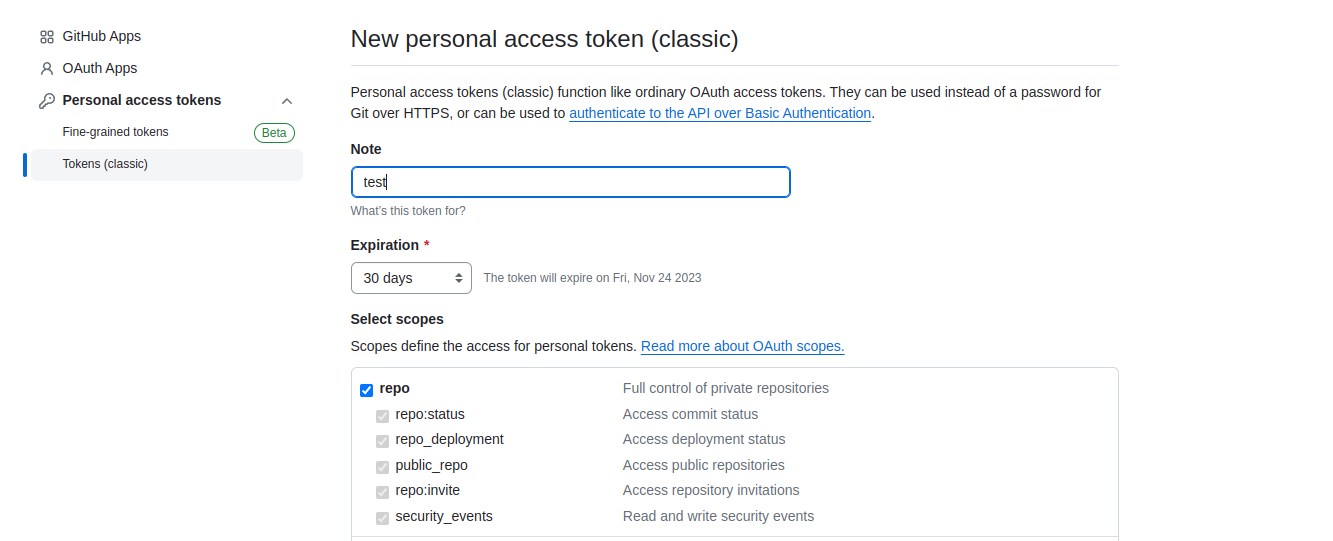 GitHub Apps
OAuth Apps
Personal access tokens
Fine-grained tokens Beta
Tokens (classic)
New personal access token (classic)
Personal access tokens (classic) function like ordinary OAuth access tokens. They can be used instead of a password for
Git over HTTPS, or can be used to authenticate to the API over Basic Authentication.
Note
test
What's this token for?
Expiration *
30 days The token will expire on Fri, Nov 24 2023
Select scopes
Scopes define the access for personal tokens. Read more about OAuth scopes.
repo Full control of private repositories
repo:status Access commit status
repo_deployment Access deployment status
public_repo Access public repositories
repo:invite Access repository invitations
security_events Read and write security events